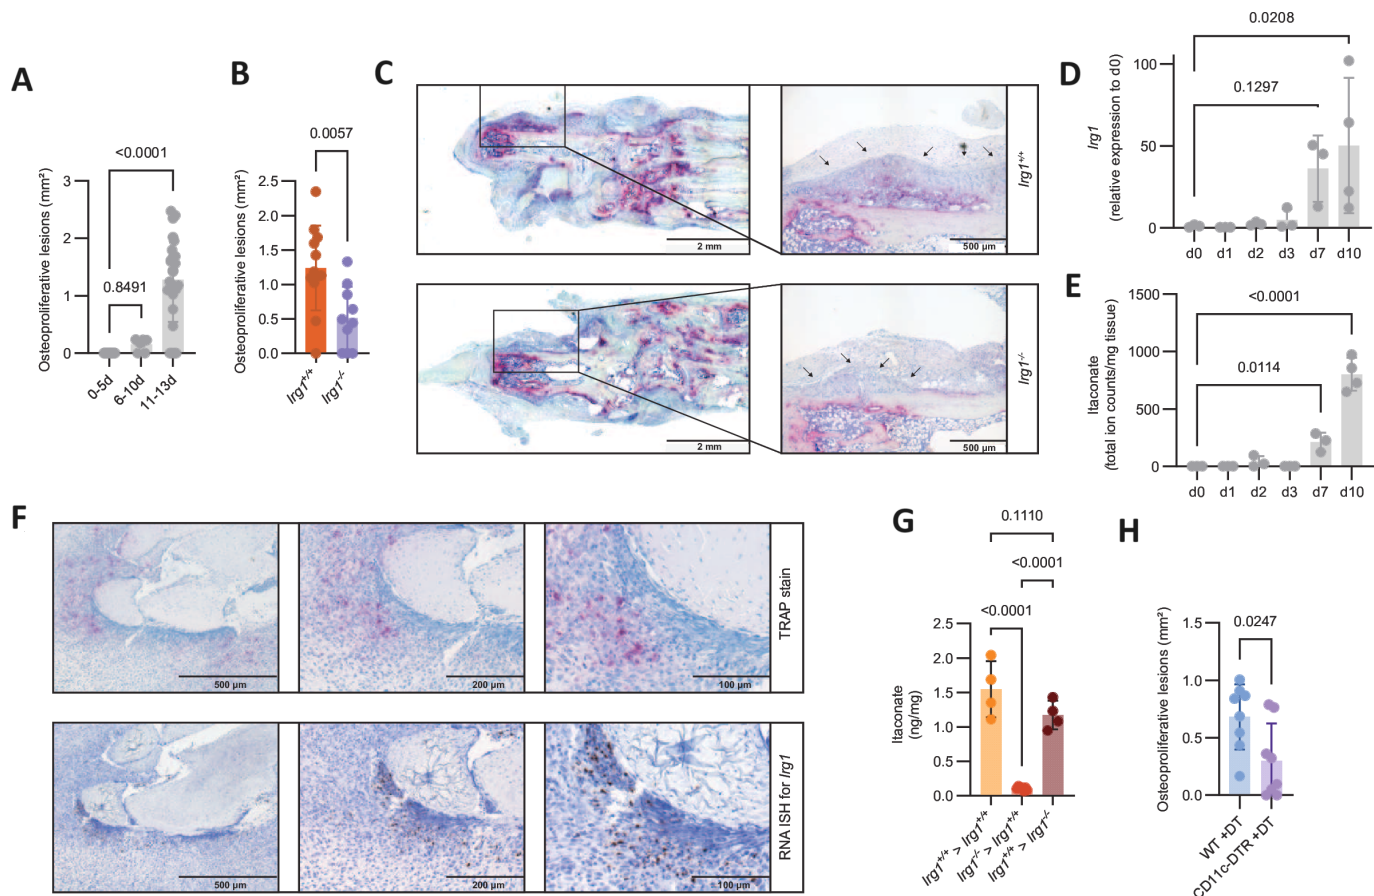 A
Osteoproliferative lesions (mm²)
<0.0001
0.8491
3
2
1
0
0-5d
6-10d
11-13d
B
Osteoproliferative lesions (mm²)
0.0057
2.5
2.0
1.5
1.0
0.5
0.0
Irg1+/+
Irg1-/-
C
2 mm
500 µm
Irg1+/+
2 mm
500 µm
Irg1-/-
D
Irg1
(relative expression to d0)
0.0208
0.1297
100
50
0
d0 d1 d2 d3 d7 d10
E
Itaconate
(total ion counts/mg tissue)
<0.0001
0.0114
1500
1000
500
0
d0 d1 d2 d3 d7 d10
F
500 µm
200 µm
100 µm
TRAP stain
500 µm
200 µm
100 µm
RNA ISH for Irg1
G
Itaconate
(ng/mg)
0.1110
<0.0001
<0.0001
2.5
2.0
1.5
1.0
0.5
0.0
Irg1+/+ > Irg1+/+
Irg1-/- > Irg1+/+
Irg1+/+ > Irg1-/-
H
Osteoproliferative lesions (mm²)
0.0247
1.5
1.0
0.5
0.0
WT +DT
CD11c-DTR +DT